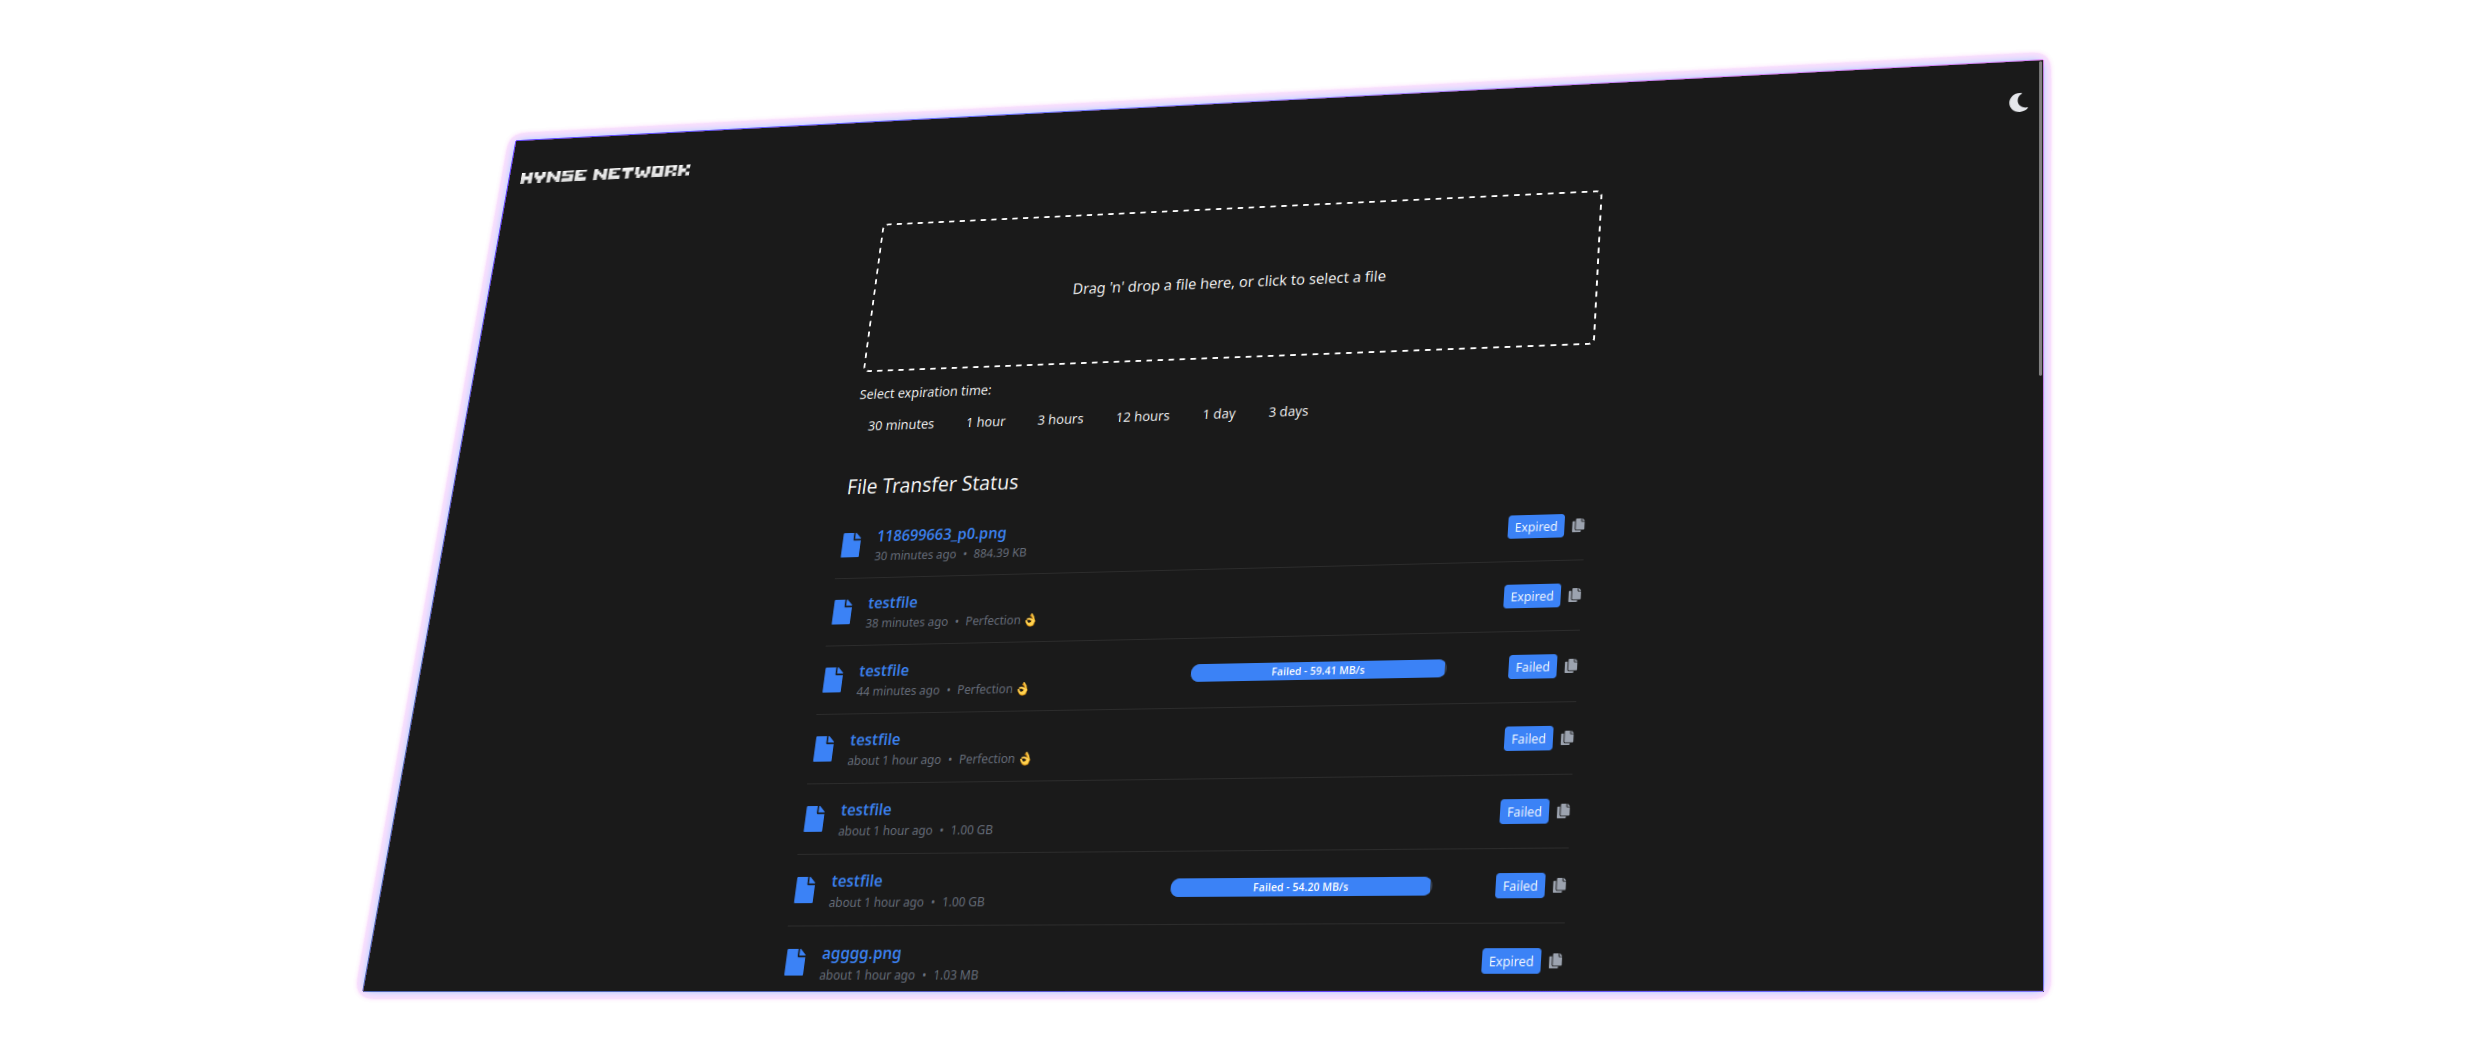 HYNSE NETWORK
Drag 'n' drop a file here, or click to select a file
Select expiration time:
30 minutes 1 hour 3 hours 12 hours 1 day 3 days
File Transfer Status
118699663_p0.png Expired
30 minutes ago • 884.39 KB
testfile Expired
38 minutes ago • Perfection 👌
testfile Failed - 59.41 MB/s Failed
44 minutes ago • Perfection 👌
testfile Failed
about 1 hour ago • Perfection 👌
testfile Failed
about 1 hour ago • 1.00 GB
testfile Failed - 54.20 MB/s Failed
about 1 hour ago • 1.00 GB
agggg.png Expired
about 1 hour ago • 1.03 MB